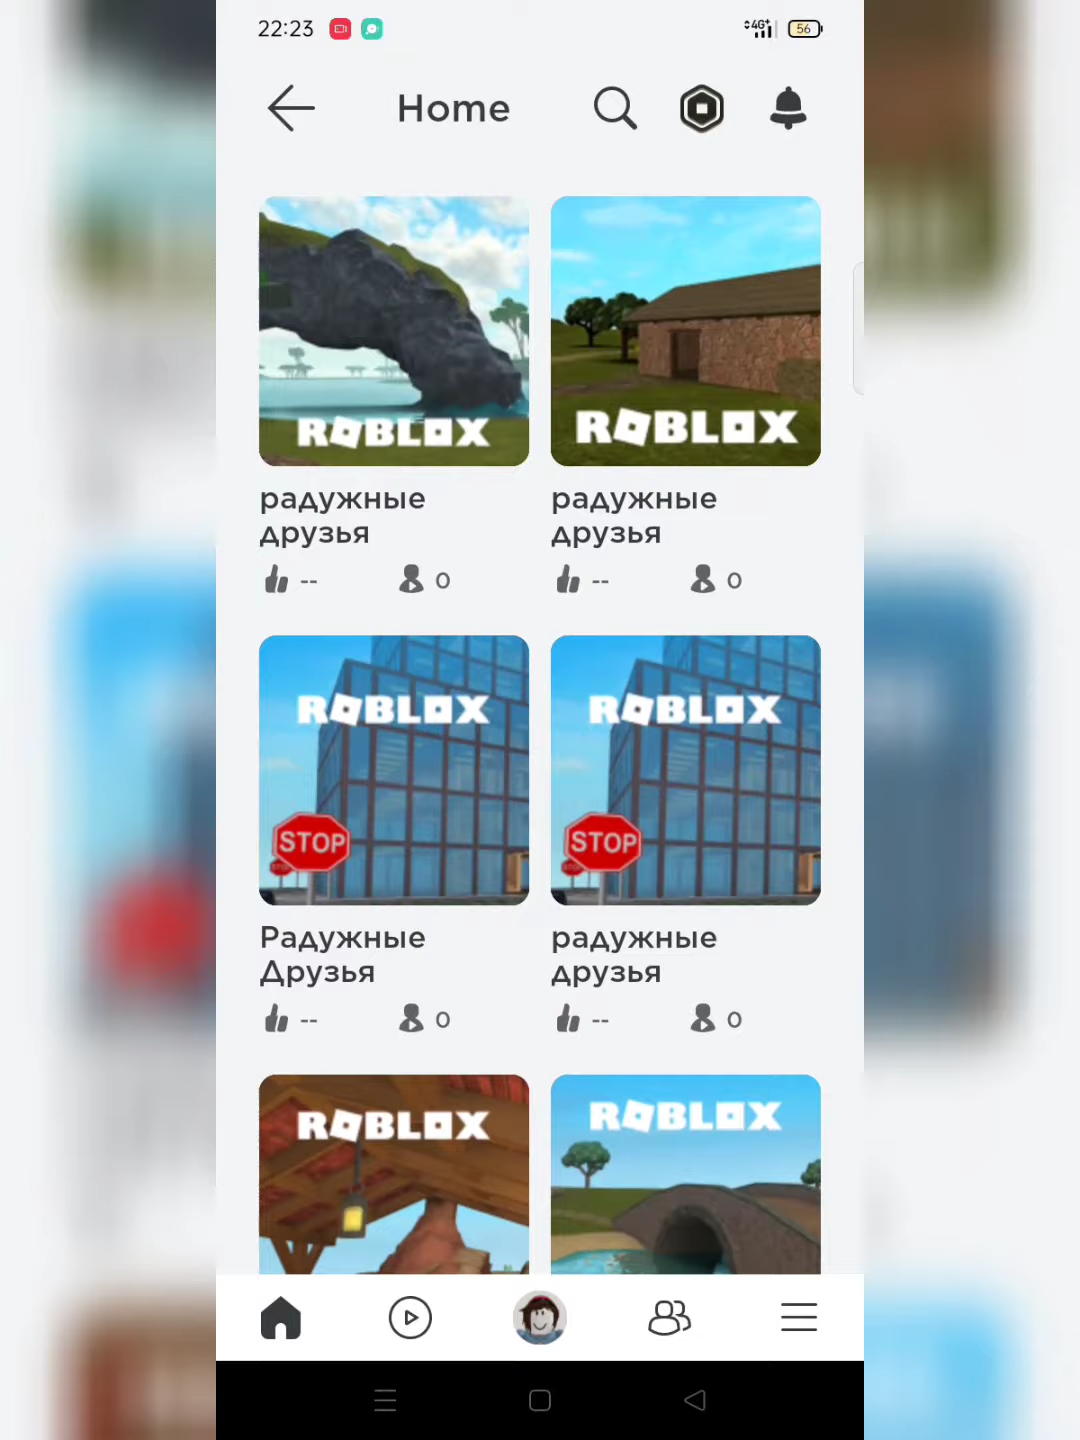 22:23
4G+
56
Home
ROBLOX
ROBLOX
радужные
друзья
радужные
друзья
-- 0
-- 0
ROBLOX
ROBLOX
STOP
STOP
Радужные
Друзья
радужные
друзья
-- 0
-- 0
ROBLOX
ROBLOX